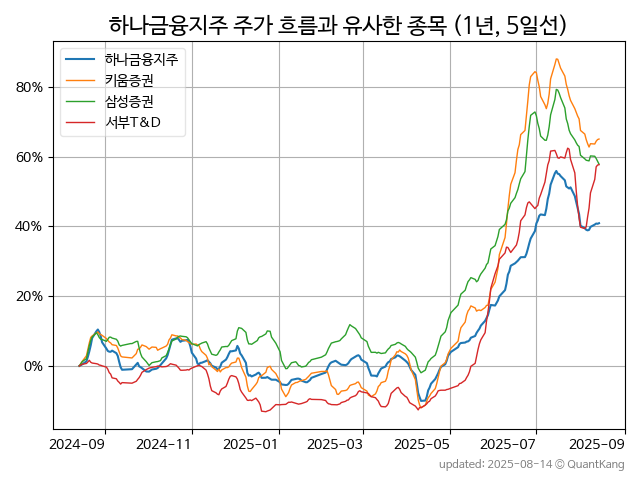 하나금융지주 주가 흐름과 유사한 종목 (1년, 5일선)
하나금융지주
키움증권
삼성증권
서부T&D
80%
60%
40%
20%
0%
2024-09 2024-11 2025-01 2025-03 2025-05 2025-07 2025-09
updated: 2025-08-14 © QuantKang